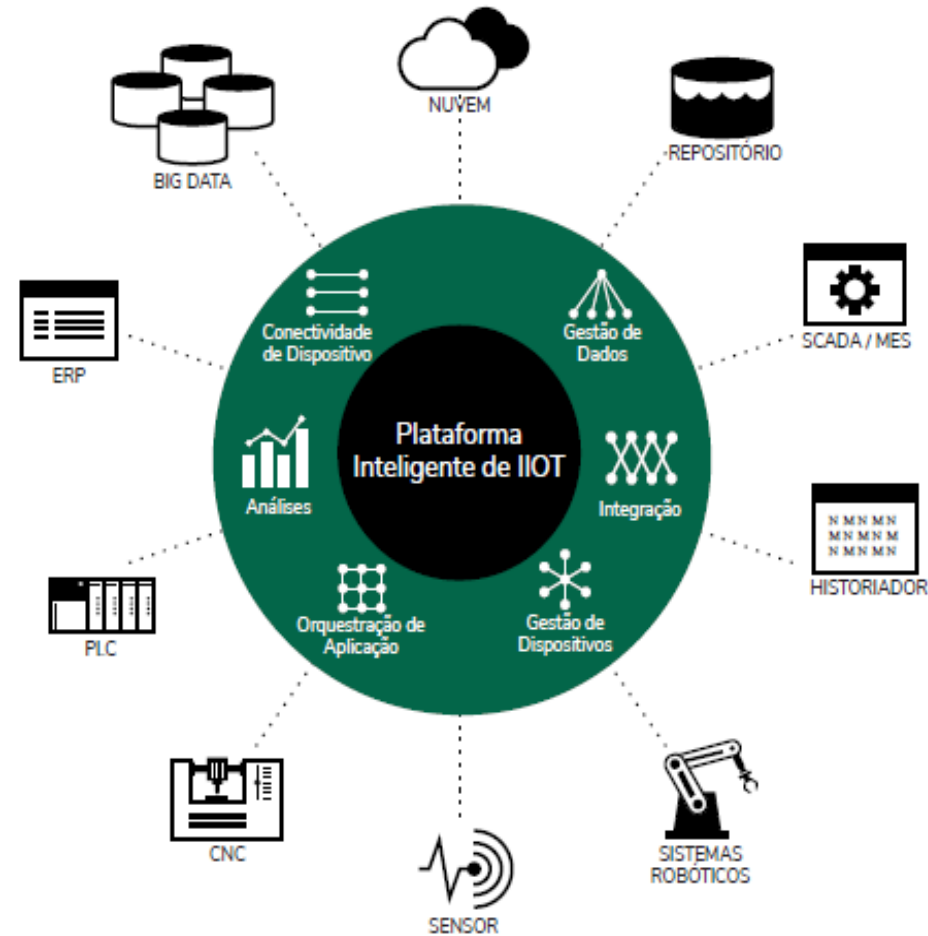 NUVEM
BIG DATA
REPOSITÓRIO
ERP
SCADA / MES
Conectividade
de Dispositivo
Gestão de
Dados
Plataforma
Inteligente de IIOT
Análises
Integração
N M N M N
M N M N M
N M N M N
HISTORIADOR
PLC
Orquestração de
Aplicação
Gestão de
Dispositivos
CNC
SENSOR
SISTEMAS
ROBÓTICOS